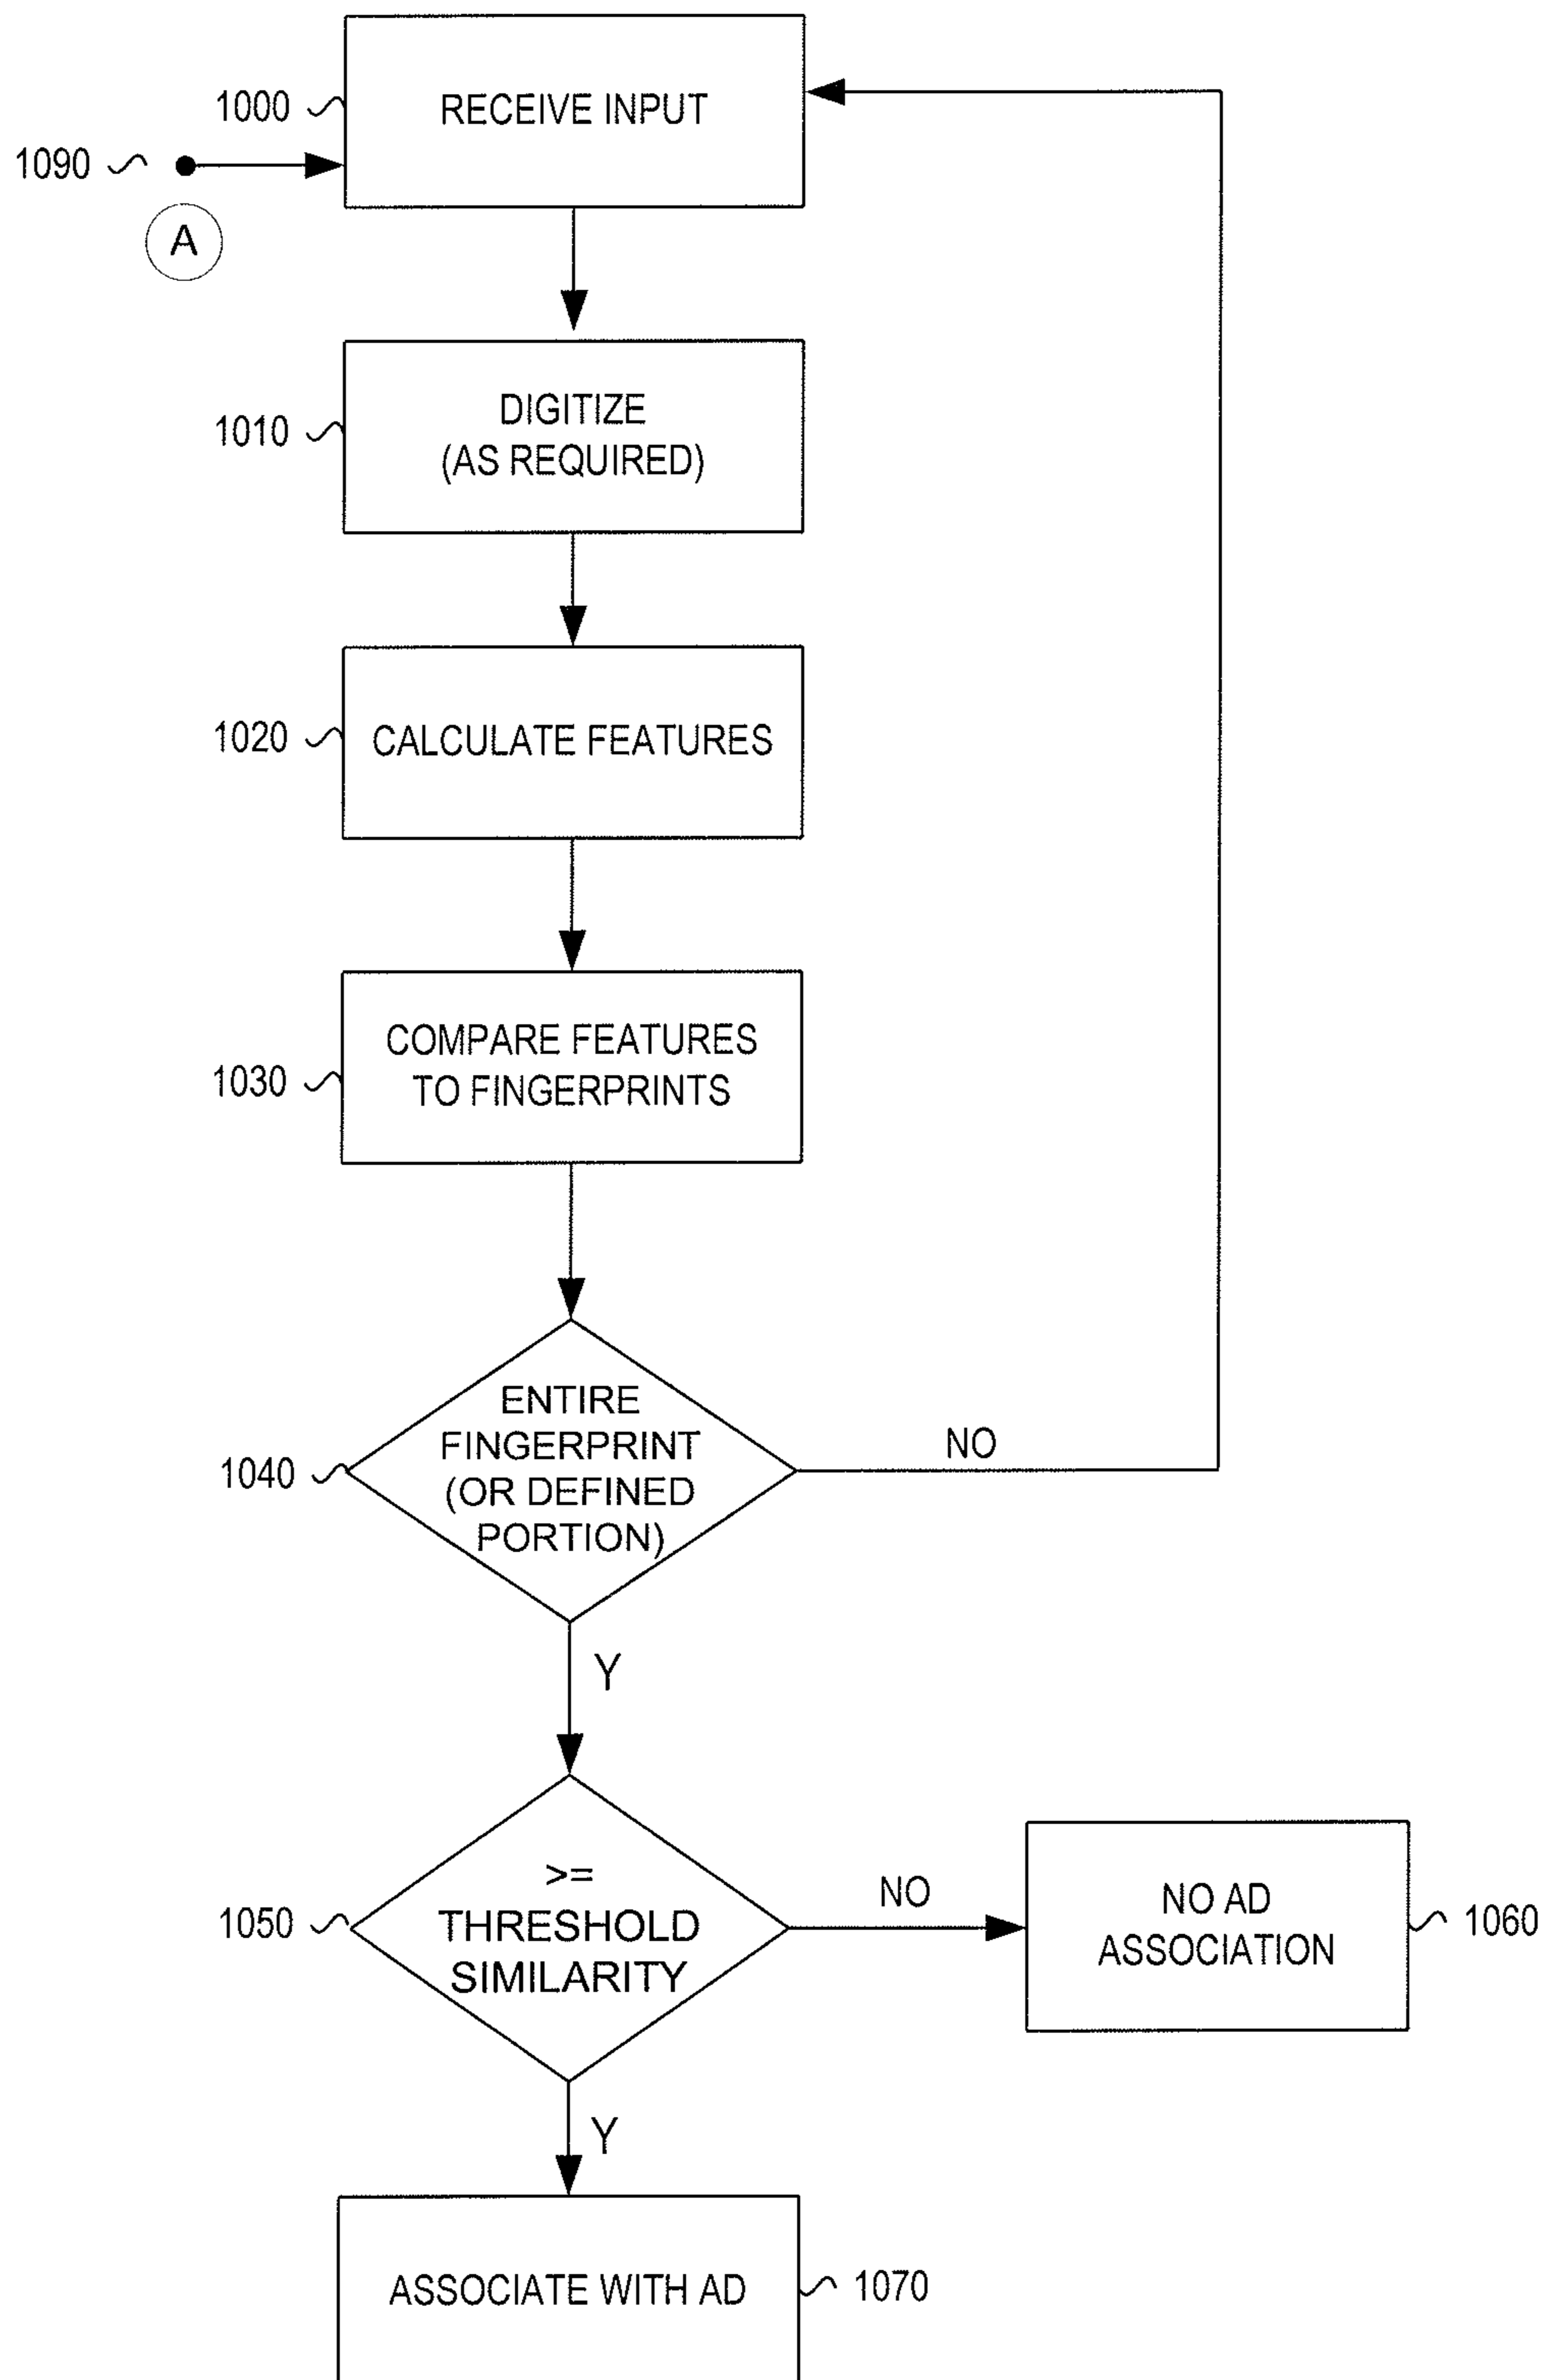 1000
RECEIVE INPUT
1090
A
1010
DIGITIZE
(AS REQUIRED)
1020
CALCULATE FEATURES
1030
COMPARE FEATURES
TO FINGERPRINTS
1040
ENTIRE
FINGERPRINT
(OR DEFINED
PORTION)
NO
Y
1050
>=
THRESHOLD
SIMILARITY
NO
NO AD
ASSOCIATION
1060
Y
ASSOCIATE WITH AD
1070